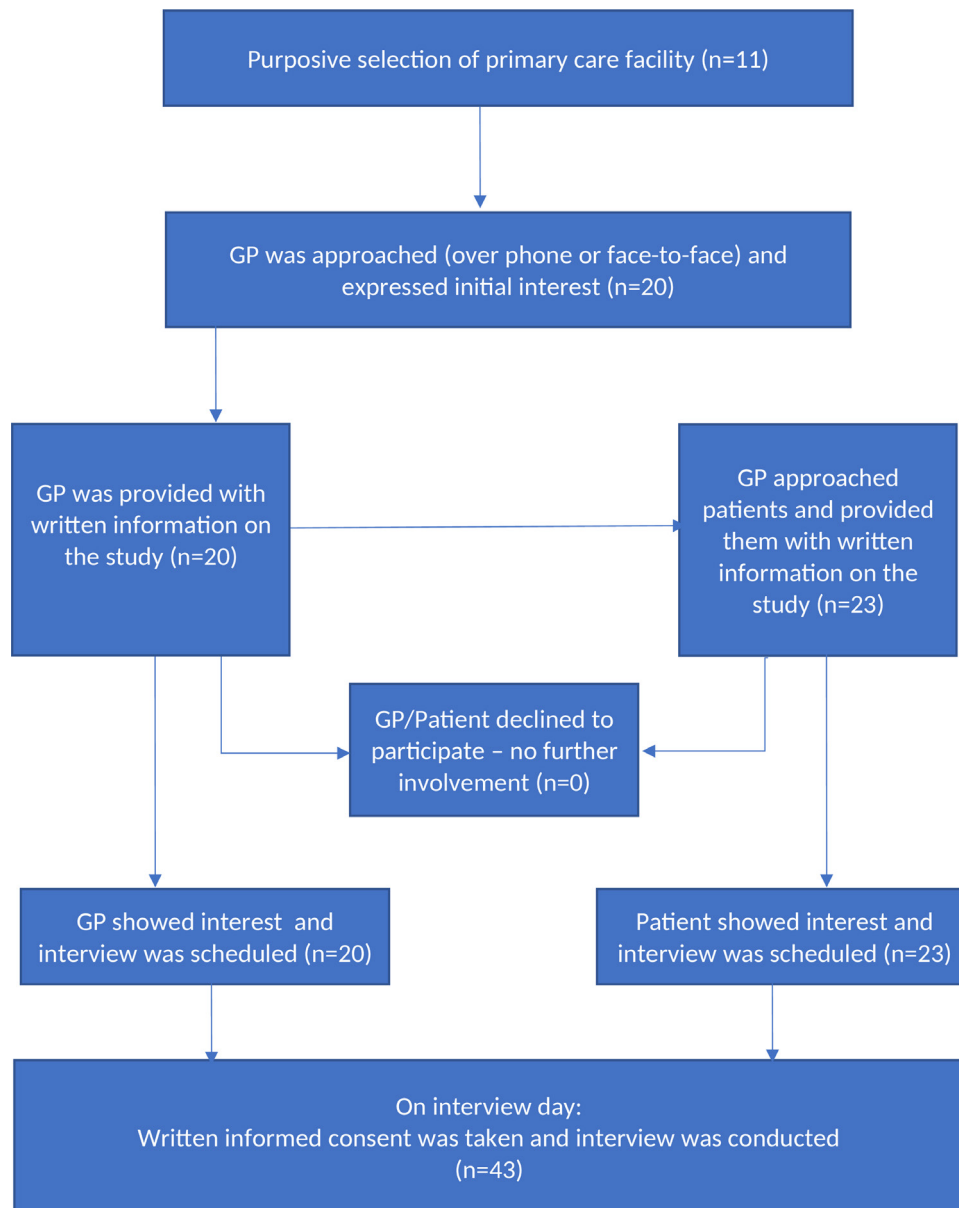 Purposive selection of primary care facility (n=11)
GP was approached (over phone or face-to-face) and
expressed initial interest (n=20)
GP was provided with
written information on
the study (n=20)
GP approached
patients and provided
them with written
information on the
study (n=23)
GP/Patient declined to
participate – no further
involvement (n=0)
GP showed interest  and
interview was scheduled (n=20)
Patient showed interest and
interview was scheduled (n=23)
On interview day:
Written informed consent was taken and interview was conducted
(n=43)